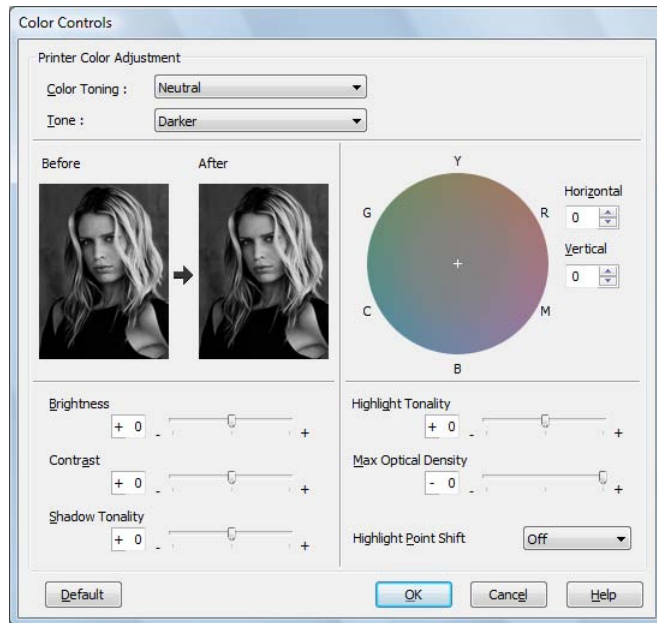 Color Controls
Printer Color Adjustment
Color Toning : Neutral
Tone : Darker
Before After
Y
G R
C M
B
Horizontal
0
Vertical
0
Brightness
+ 0 - +
Contrast
+ 0 - +
Shadow Tonality
+ 0 - +
Highlight Tonality
+ 0 - +
Max Optical Density
- 0 - +
Highlight Point Shift Off
Default OK Cancel Help